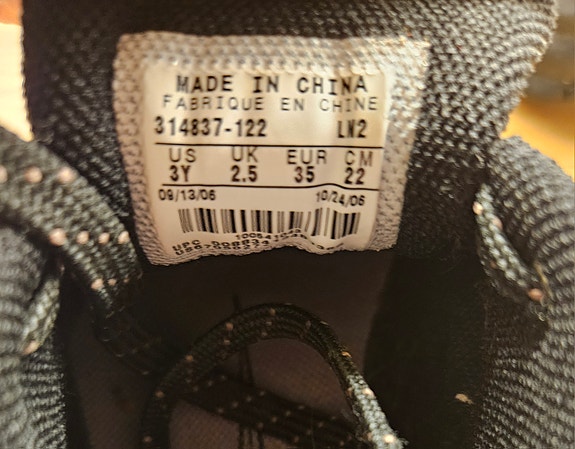 MADE IN CHINA
FABRIQUE EN CHINE
314837-122 LN2
US UK EUR CM
3Y 2.5 35 22
09/13/06 10/24/06
UPC